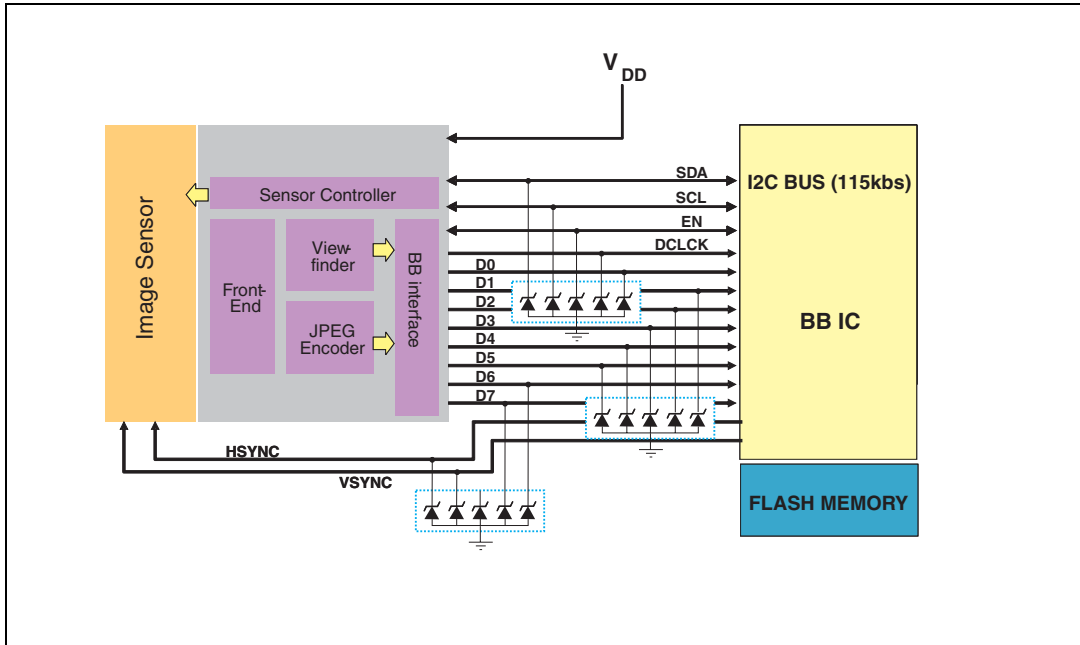 V
DD
Image Sensor
Sensor Controller
Front-
End
View-
finder
JPEG
Encoder
BB interface
SDA
SCL
EN
DCLCK
D0
D1
D2
D3
D4
D5
D6
D7
HSYNC
VSYNC
I2C BUS (115kbs)
BB IC
FLASH MEMORY